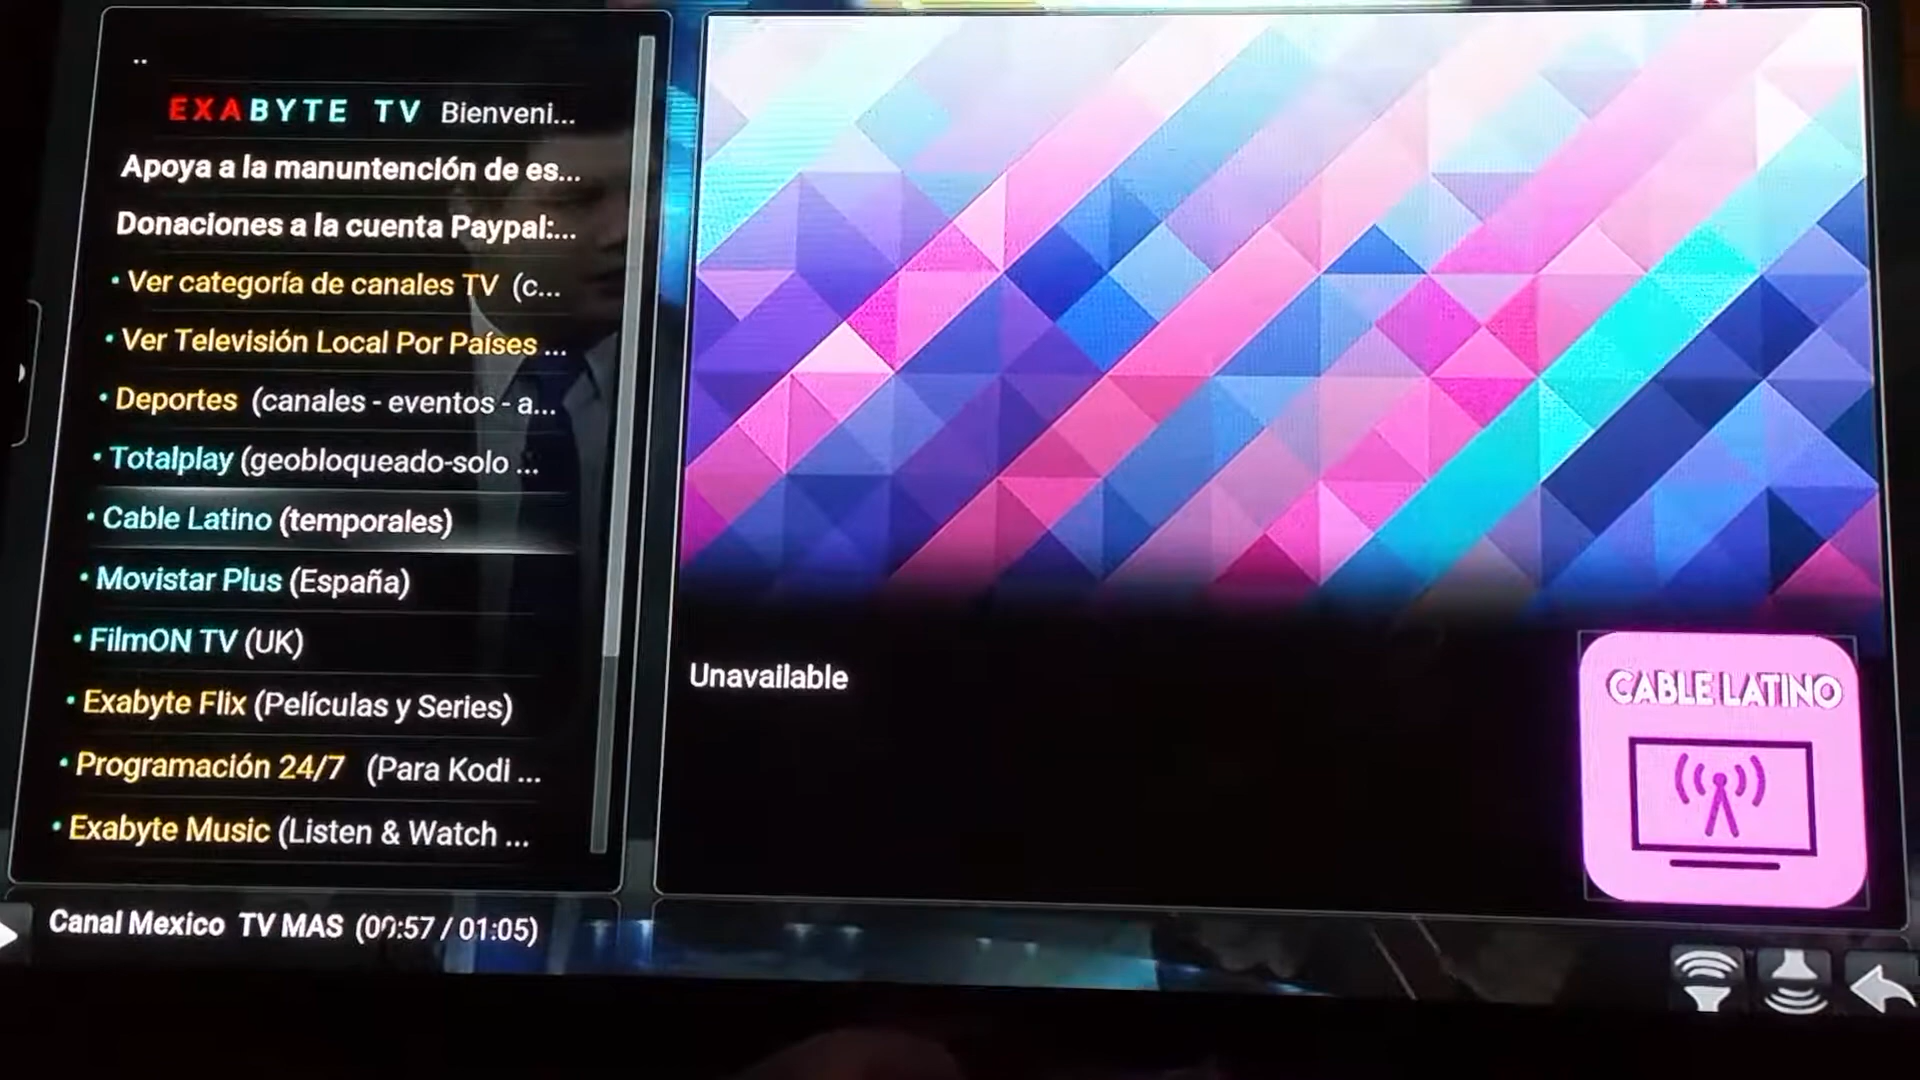 ..
EXABYTE TV Bienveni...
Apoya a la manuntención de es...
Donaciones a la cuenta Paypal:...
• Ver categoría de canales TV (c...
• Ver Televisión Local Por Países ...
• Deportes (canales - eventos - a...
• Totalplay (geobloqueado-solo ...
• Cable Latino (temporales)
• Movistar Plus (España)
• FilmON TV (UK)
• Exabyte Flix (Películas y Series)
• Programación 24/7 (Para Kodi ...
• Exabyte Music (Listen & Watch ...
Unavailable
CABLE LATINO
Canal Mexico TV MAS (00:57 / 01:05)